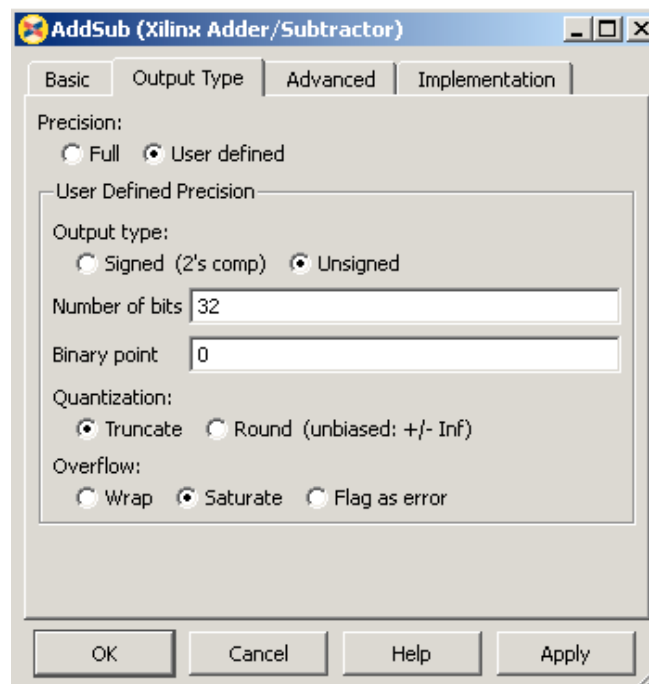 AddSub (Xilinx Adder/Subtractor)
Basic Output Type Advanced Implementation
Precision:
Full User defined
User Defined Precision
Output type:
Signed (2's comp) Unsigned
Number of bits 32
Binary point 0
Quantization:
Truncate Round (unbiased: +/- Inf)
Overflow:
Wrap Saturate Flag as error
OK Cancel Help Apply